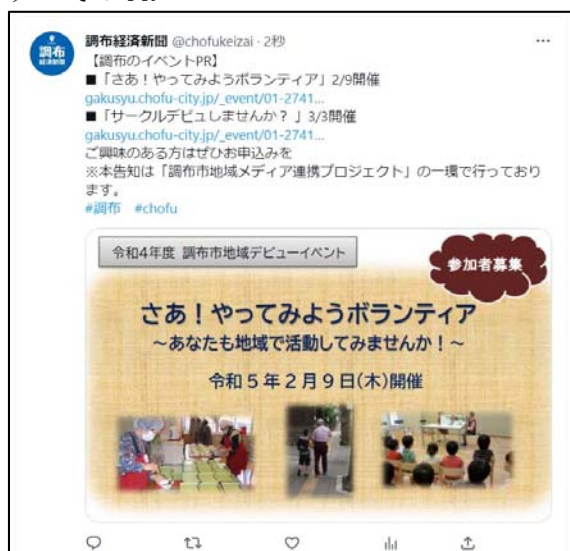 調布
経済新聞
調布経済新聞 @chofukeizai · 2秒
【調布のイベントPR】
■「さあ！やってみようボランティア」2/9開催
gakusyu.chofu-city.jp/_event/01-2741...
■「サークルデビュしませんか？ 」3/3開催
gakusyu.chofu-city.jp/_event/01-2741...
ご興味のある方はぜひお申込みを
※本告知は「調布市地域メディア連携プロジェクト」の一環で行っており
ます。
#調布 #chofu
令和4年度 調布市地域デビューイベント
参加者募集
さあ！やってみようボランティア
～あなたも地域で活動してみませんか！～
令和５年２月９日(木)開催